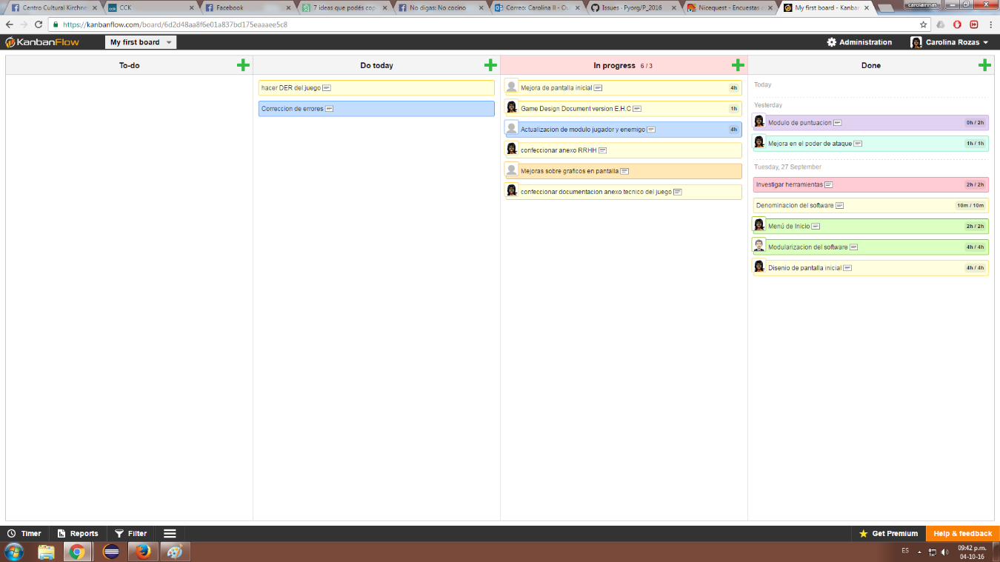 Centro Cultural Kirchne
CCK
Facebook
7 ideas que podés cop
No digas: No cocino
Correo: Carolina II - Ou
Issues · Pyorg/P_2016
Nicequest - Encuestas
My first board - Kanba
carolainrias
https://kanbanflow.com/board/6d2d48aa8f6e01a837bd175eaaaee5c8
KanbanFlow
My first board
Administration
Carolina Rozas
To-do
Do today
In progress 6 / 3
Done
hacer DER del juego
Correccion de errores
Mejora de pantalla inicial 4h
Game Design Document version E.H.C 1h
Actualizacion de modulo jugador y enemigo 4h
confeccionar anexo RRHH
Mejoras sobre graficos en pantalla
confeccionar documentacion anexo tecnico del juego
Today
Yesterday
Modulo de puntuacion 0h / 2h
Mejora en el poder de ataque 1h / 1h
Tuesday, 27 September
Investigar herramientas 2h / 2h
Denominacion del software 10m / 10m
Menú de Inicio 2h / 2h
Modularizacion del software 4h / 4h
Disenio de pantalla inicial 4h / 4h
Timer
Reports
Filter
Get Premium
Help & feedback
ES
09:42 p.m.
04-10-16